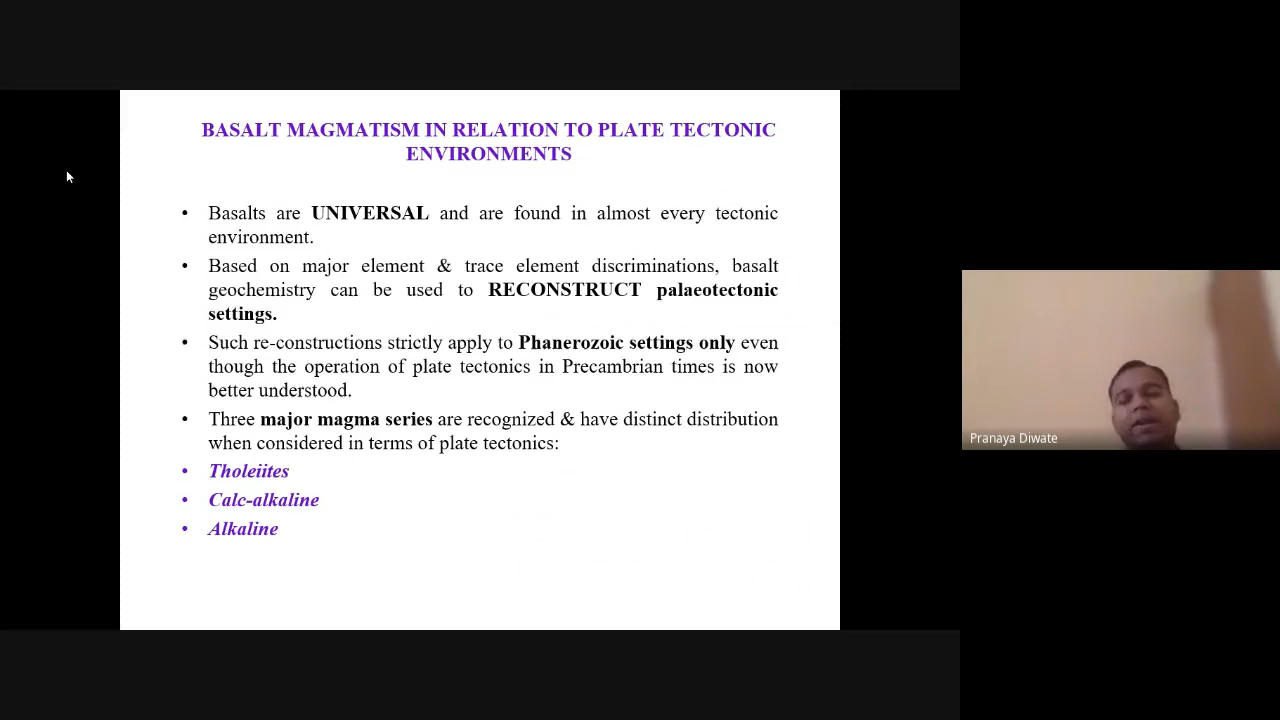 BASALT MAGMATISM IN RELATION TO PLATE TECTONIC
ENVIRONMENTS
• Basalts are UNIVERSAL and are found in almost every tectonic
environment.
• Based on major element & trace element discriminations, basalt
geochemistry can be used to RECONSTRUCT palaeotectonic
settings.
• Such re-constructions strictly apply to Phanerozoic settings only even
though the operation of plate tectonics in Precambrian times is now
better understood.
• Three major magma series are recognized & have distinct distribution
when considered in terms of plate tectonics:
• Tholeiites
• Calc-alkaline
• Alkaline
Pranaya Diwate